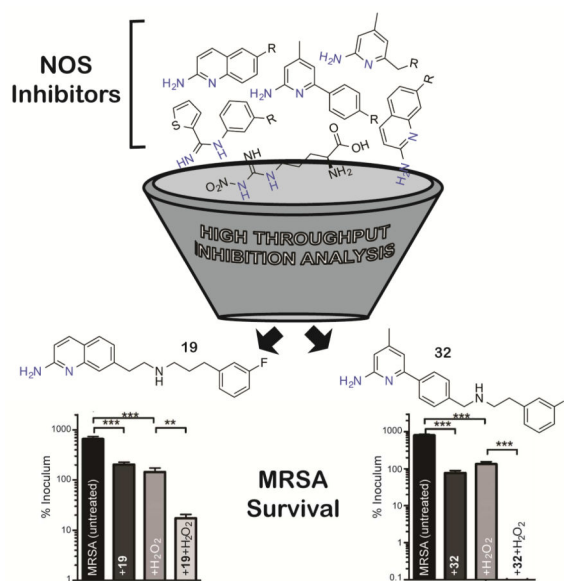 NOS
Inhibitors
H₂N
N
R
H₂N
N
R
H₂N
N
R
S
NH
N
H
R
O₂N
N
H
NH
N
H
O
OH
NH₂
R
N
H₂N
HIGH THROUGHPUT
INHIBITION ANALYSIS
19
H₂N
N
N
H
F
32
H₂N
N
H
N
MRSA
Survival
% Inoculum
1000
100
10
1
***
***
**
MRSA (untreated)
+19
+H₂O₂
+19+H₂O₂
% Inoculum
1000
100
10
1
0.1
***
***
***
MRSA (untreated)
+32
+H₂O₂
+32+H₂O₂